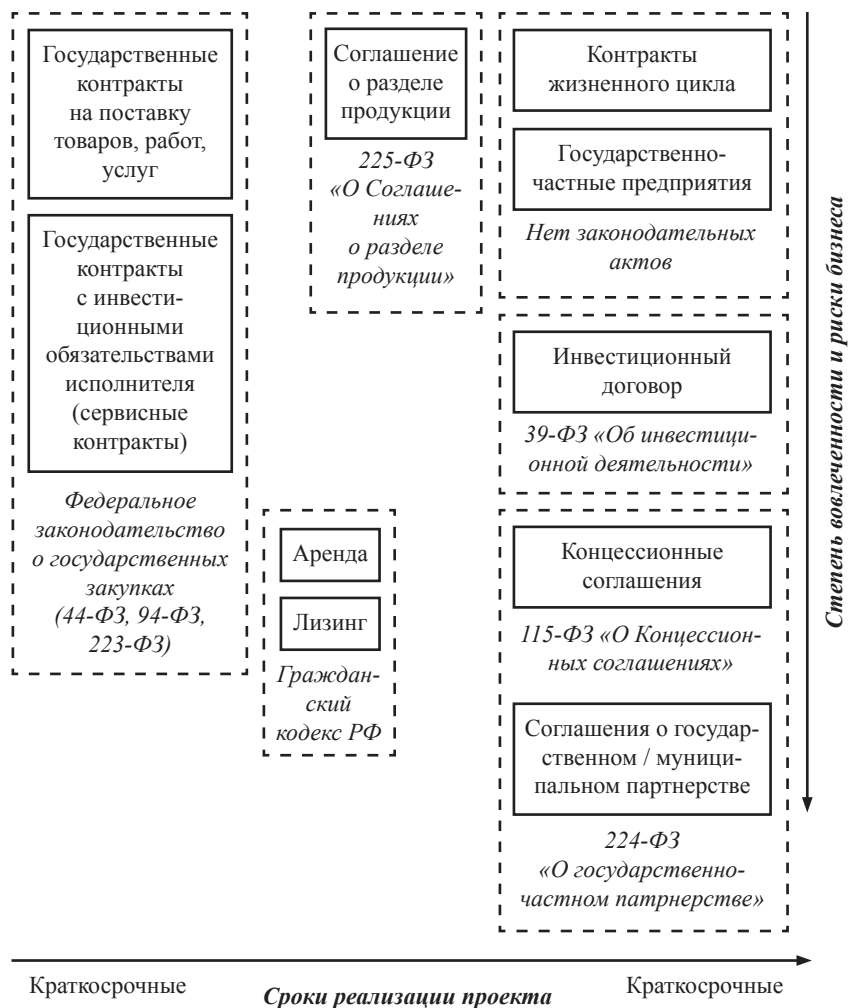 Государственные
контракты
на поставку
товаров, работ,
услуг
Государственные
контракты
с инвести-
ционными
обязательствами
исполнителя
(сервисные
контракты)
Федеральное
законодательство
о государственных
закупках
(44-ФЗ, 94-ФЗ,
223-ФЗ)
Аренда
Лизинг
Граждан-
ский
кодекс РФ
Соглашение
о разделе
продукции
225-ФЗ
«О Соглаше-
ниях
о разделе
продукции»
Контракты
жизненного цикла
Государственно-
частные предприятия
Нет законодательных
актов
Инвестиционный
договор
39-ФЗ «Об инвестици-
онной деятельности»
Концессионные
соглашения
115-ФЗ «О Концессион-
ных соглашениях»
Соглашения о государ-
ственном / муници-
пальном партнерстве
224-ФЗ
«О государственно-
частном патрнерстве»
Степень вовлеченности и риски бизнеса
Краткосрочные
Сроки реализации проекта
Краткосрочные